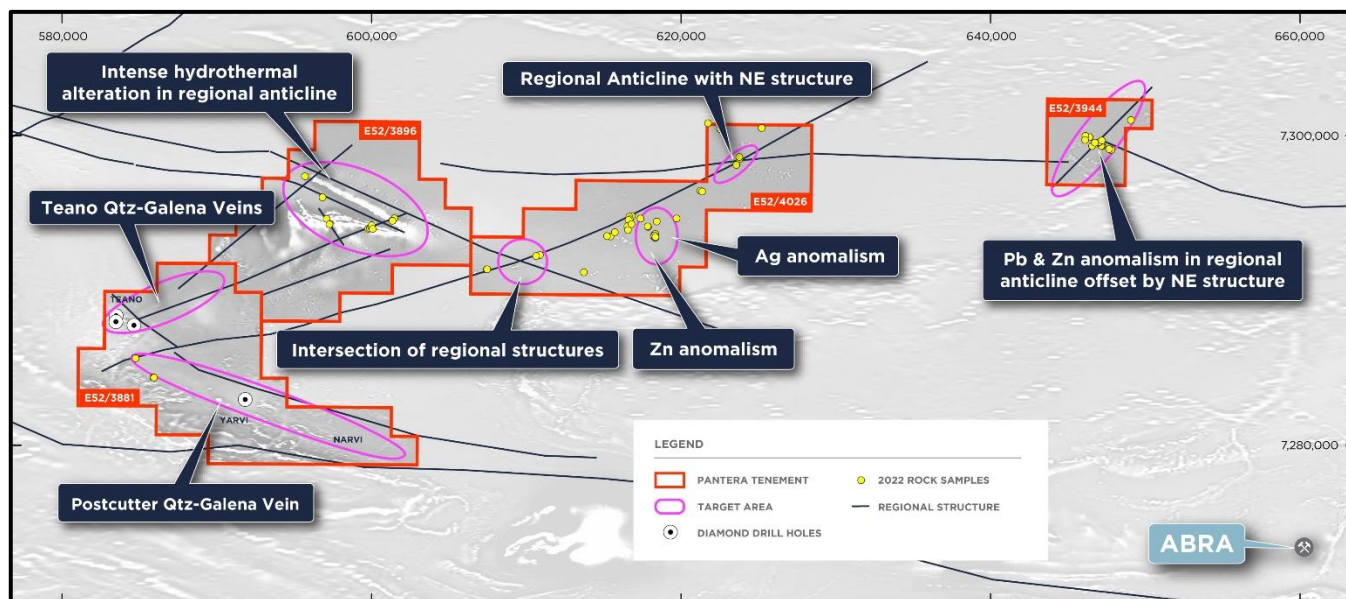 580,000
600,000
620,000
640,000
660,000
Intense hydrothermal
alteration in regional anticline
Regional Anticline with NE structure
E52/3896
E52/3944
7,300,000
Teano Qtz-Galena Veins
E52/4026
Ag anomalism
Pb & Zn anomalism in regional
anticline offset by NE structure
TEANO
Intersection of regional structures
Zn anomalism
E52/3881
YARVI
NARVI
7,280,000
Postcutter Qtz-Galena Vein
LEGEND
PANTERA TENEMENT
2022 ROCK SAMPLES
TARGET AREA
REGIONAL STRUCTURE
DIAMOND DRILL HOLES
ABRA